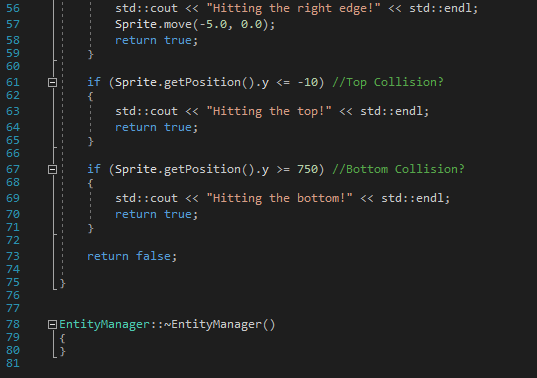 56 std::cout << "Hitting the right edge!" << std::endl;
57 Sprite.move(-5.0, 0.0);
58 return true;
59 }
60
61 if (Sprite.getPosition().y <= -10) //Top Collision?
62 {
63 std::cout << "Hitting the top!" << std::endl;
64 return true;
65 }
66
67 if (Sprite.getPosition().y >= 750) //Bottom Collision?
68 {
69 std::cout << "Hitting the bottom!" << std::endl;
70 return true;
71 }
72
73 return false;
74
75 }
76
77
78 EntityManager::~EntityManager()
79 {
80 }
81